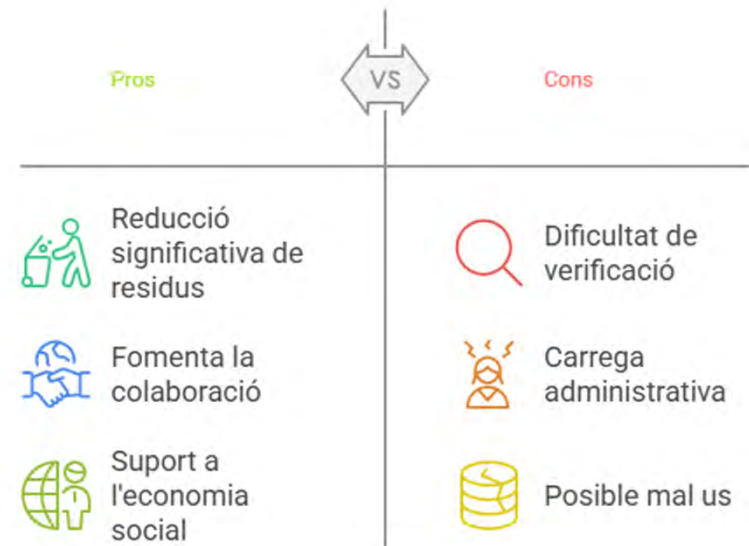 Pros
VS
Cons
Reducció
significativa de
residus
Fomenta la
colaboració
Suport a
l'economia
social
Dificultat de
verificació
Carrega
administrativa
Posible mal us